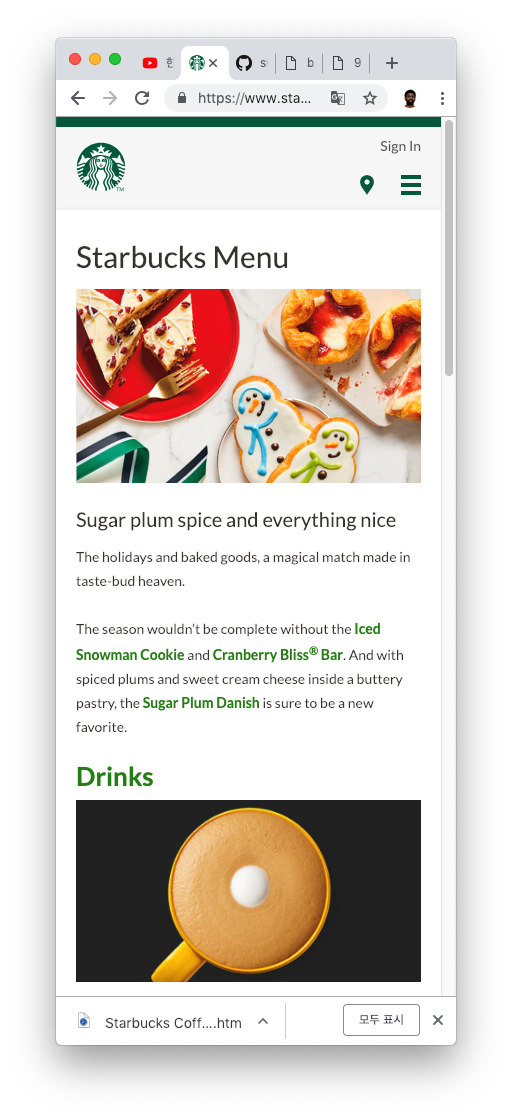 한
s
b
9
https://www.sta...
Sign In
TM
Starbucks Menu
Sugar plum spice and everything nice
The holidays and baked goods, a magical match made in
taste-bud heaven.
The season wouldn't be complete without the Iced
Snowman Cookie and Cranberry Bliss® Bar. And with
spiced plums and sweet cream cheese inside a buttery
pastry, the Sugar Plum Danish is sure to be a new
favorite.
Drinks
Starbucks Coff....htm
모두 표시